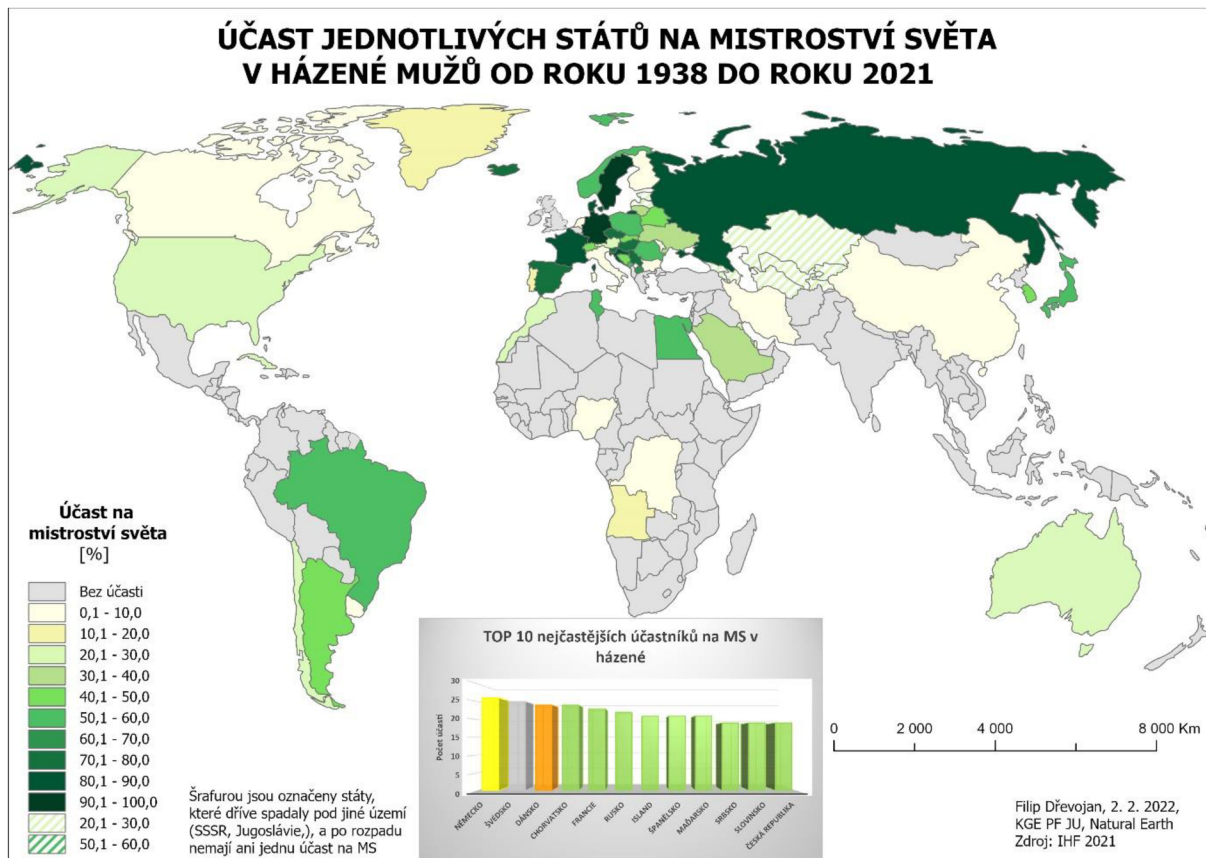 ÚČAST JEDNOTLIVÝCH STÁTŮ NA MISTROSTVÍ SVĚTA
V HÁZENÉ MUŽŮ OD ROKU 1938 DO ROKU 2021
Účast na
mistroství světa
[%]
Bez účasti
0,1 - 10,0
10,1 - 20,0
20,1 - 30,0
30,1 - 40,0
40,1 - 50,0
50,1 - 60,0
60,1 - 70,0
70,1 - 80,0
80,1 - 90,0
90,1 - 100,0
20,1 - 30,0
50,1 - 60,0
Šrafurou jsou označeny státy,
které dříve spadaly pod jiné území
(SSSR, Jugoslávie,), a po rozpadu
nemají ani jednu účast na MS
TOP 10 nejčastějších účastníků na MS v
házené
Počet účastí
30
25
20
15
10
5
0
NĚMECKO
ŠVÉDSKO
DÁNSKO
CHORVATSKO
FRANCIE
RUSKO
ISLAND
ŠPANĚLSKO
MAĎARSKO
SRBSKO
SLOVINSKO
ČESKÁ REPUBLIKA
0 2 000 4 000 8 000 Km
Filip Dřevojan, 2. 2. 2022,
KGE PF JU, Natural Earth
Zdroj: IHF 2021